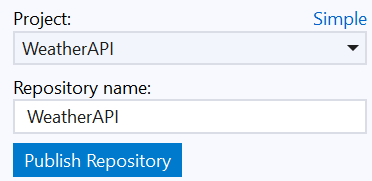 Project: Simple
WeatherAPI
Repository name:
WeatherAPI
Publish Repository